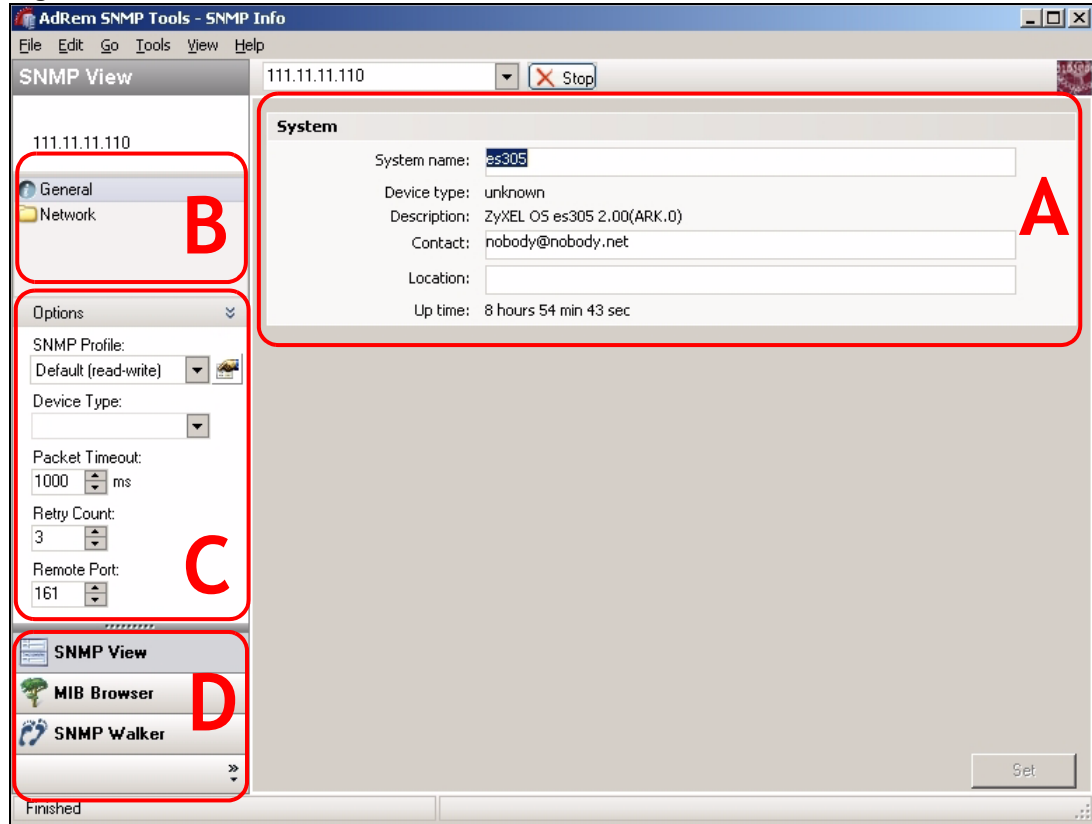 AdRem SNMP Tools - SNMP Info
File Edit Go Tools View Help
SNMP View
111.11.11.110
Stop
111.11.11.110
General
Network
B
Options
SNMP Profile:
Default (read-write)
Device Type:
Packet Timeout:
1000 ms
Retry Count:
3
Remote Port:
161
C
SNMP View
MIB Browser
SNMP Walker
D
System
System name: es305
Device type: unknown
Description: ZyXEL OS es305 2.00(ARK.0)
Contact: nobody@nobody.net
Location:
Up time: 8 hours 54 min 43 sec
A
Set
Finished